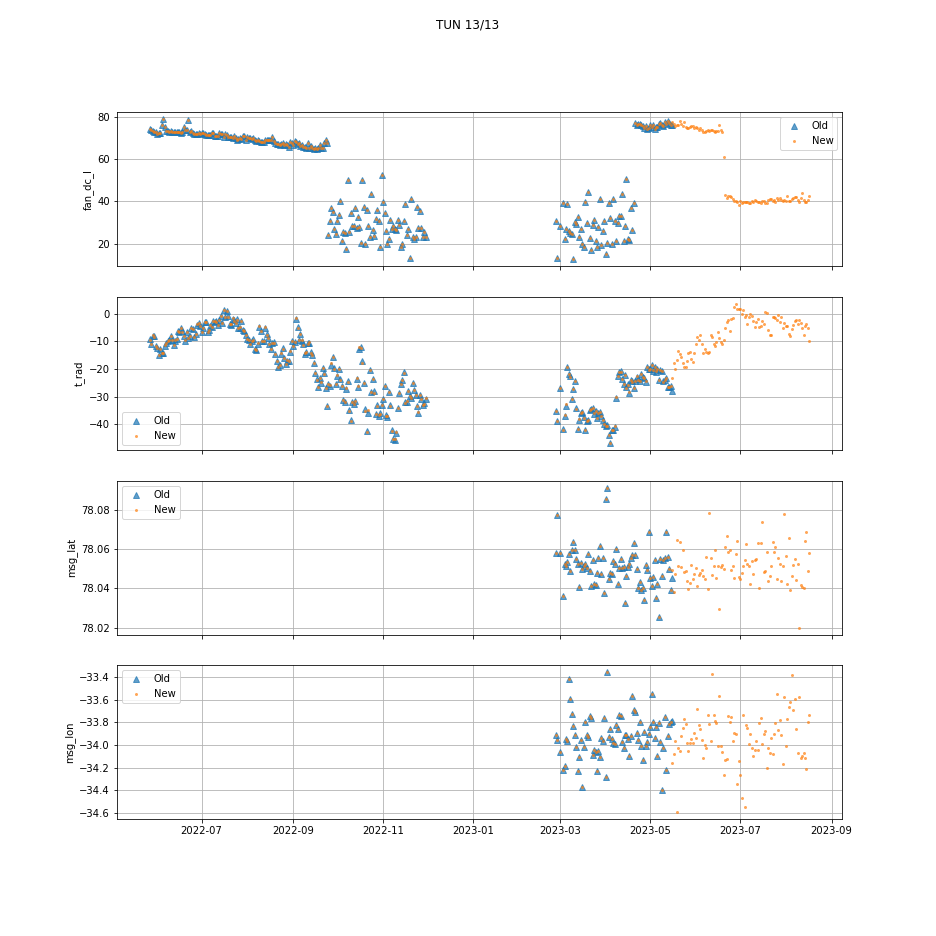 TUN 13/13
80
60
40
20
fan_dc_I
Old
New
0
−10
−20
−30
−40
t_rad
Old
New
78.08
78.06
78.04
78.02
msg_lat
Old
New
−33.4
−33.6
−33.8
−34.0
−34.2
−34.4
−34.6
msg_lon
Old
New
2022-07 2022-09 2022-11 2023-01 2023-03 2023-05 2023-07 2023-09